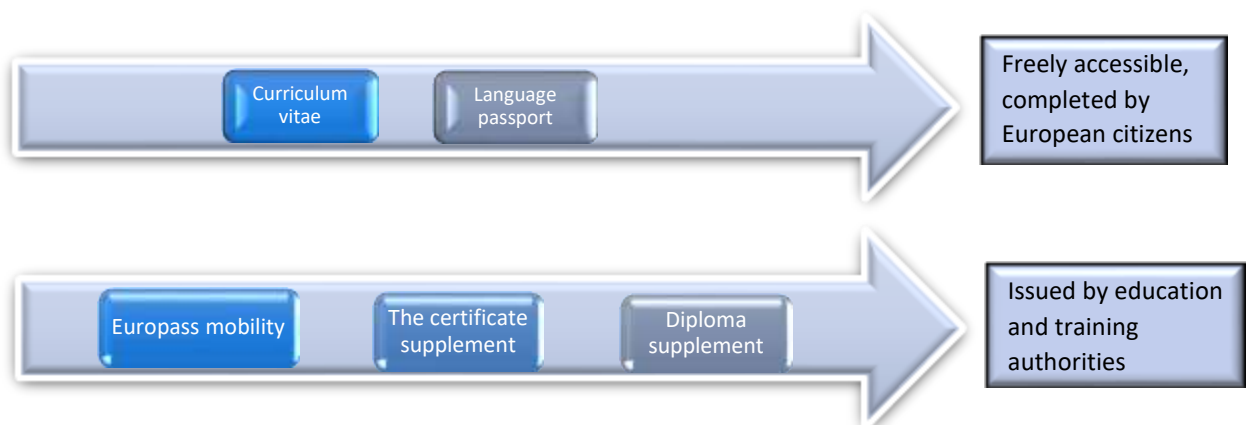 Curriculum
vitae
Language
passport
Freely accessible,
completed by
European citizens
Europass mobility
The certificate
supplement
Diploma
supplement
Issued by education
and training
authorities